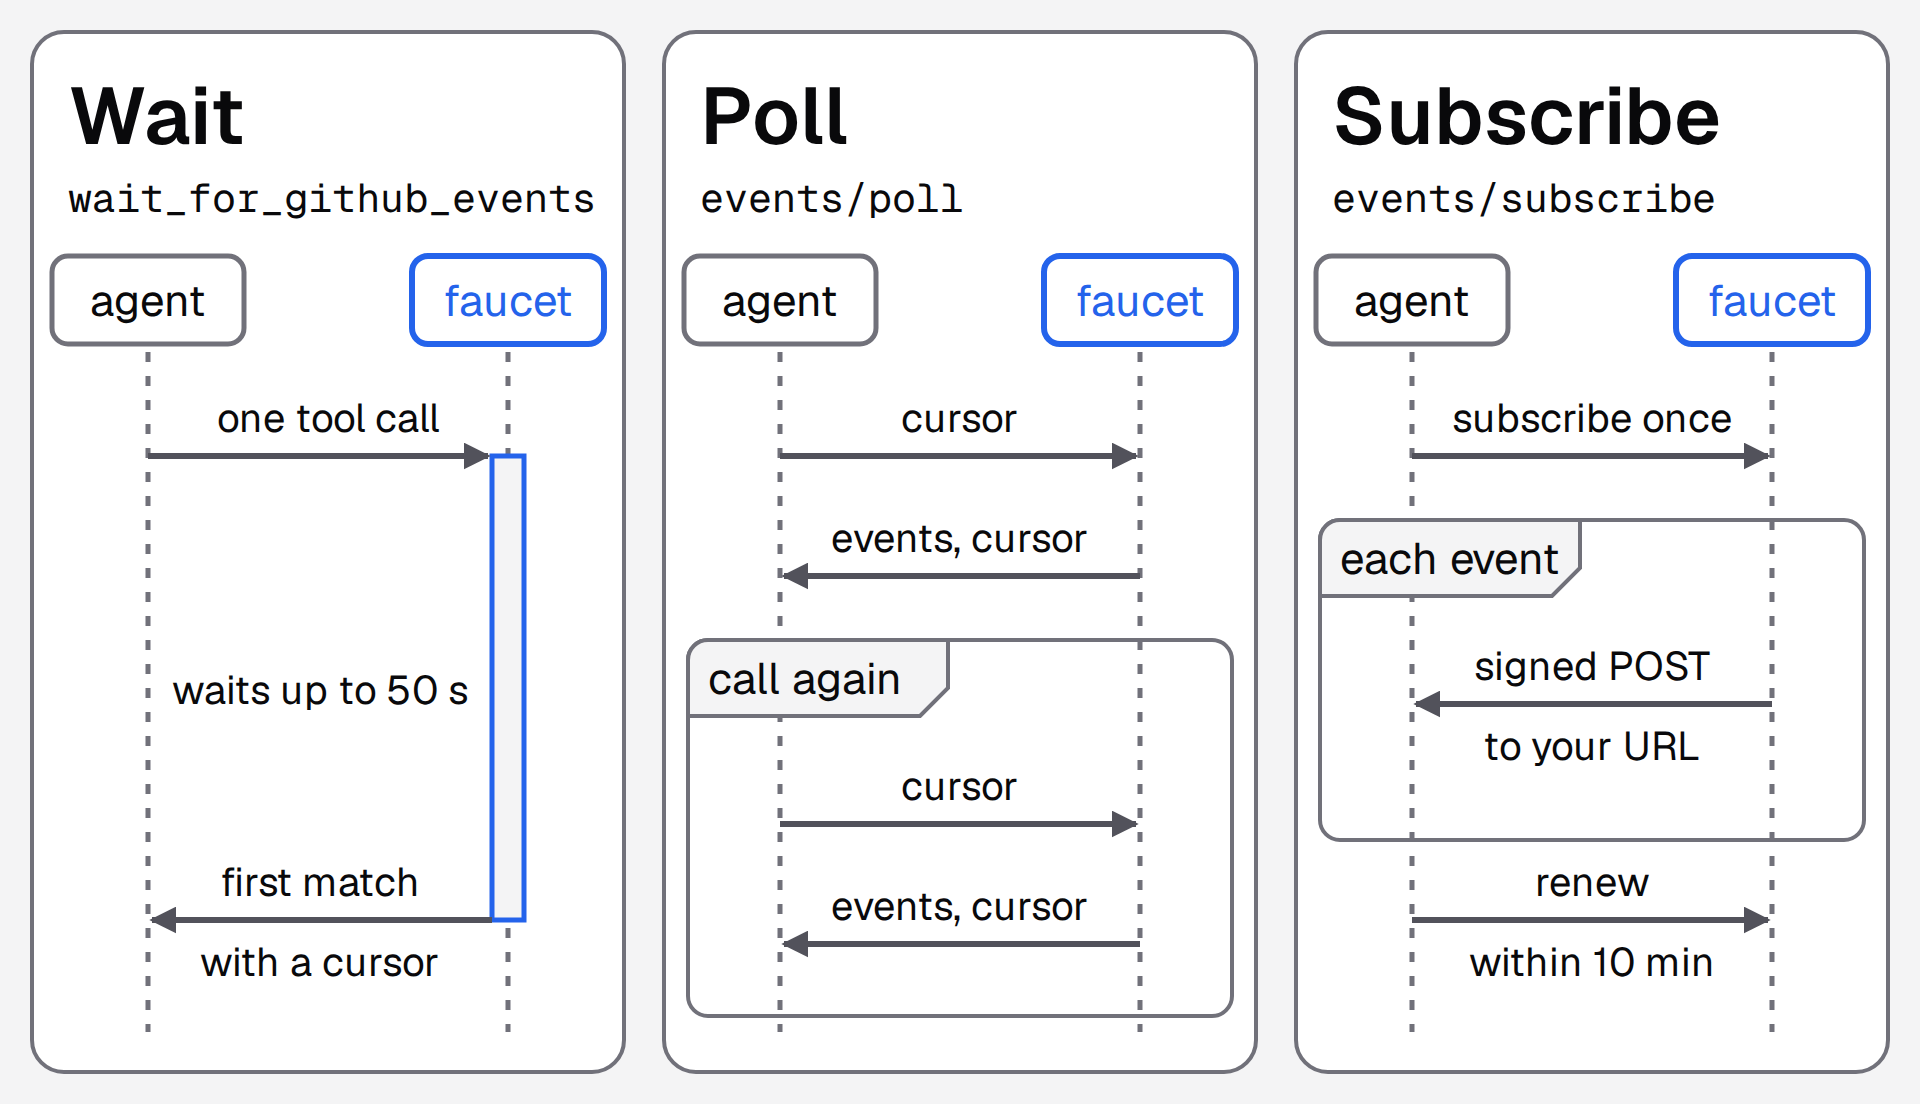 Wait
wait_for_github_events
agent
faucet
one tool call
waits up to 50 s
first match
with a cursor
Poll
events/poll
agent
faucet
cursor
events, cursor
call again
cursor
events, cursor
Subscribe
events/subscribe
agent
faucet
subscribe once
each event
signed POST
to your URL
renew
within 10 min